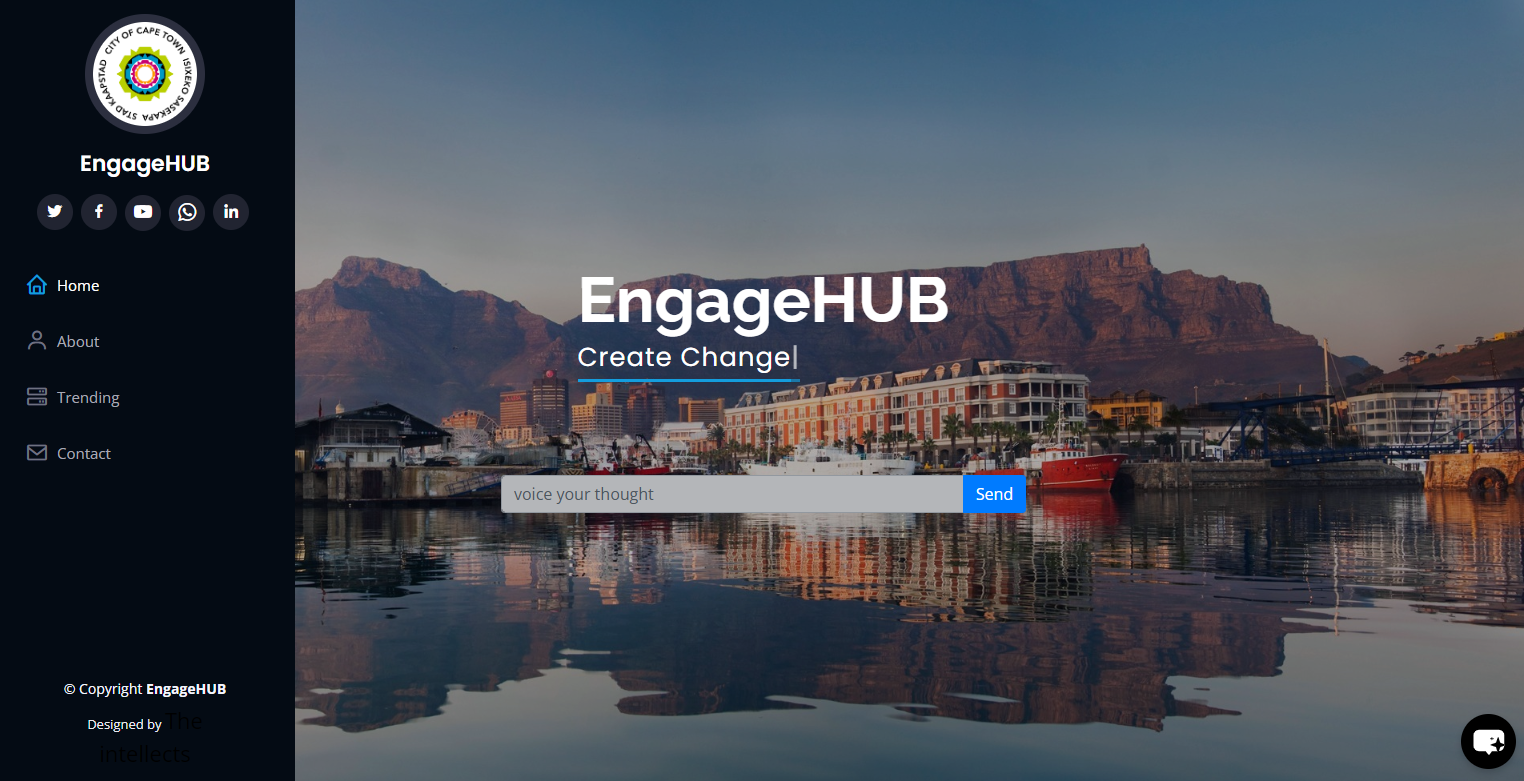 CITY OF CAPE TOWN ISIXEKO SASEKAPA STAD KAAPSTAD
EngageHUB
Home
About
Trending
Contact
© Copyright EngageHUB
Designed by The
intellects
EngageHUB
Create Change|
voice your thought
Send